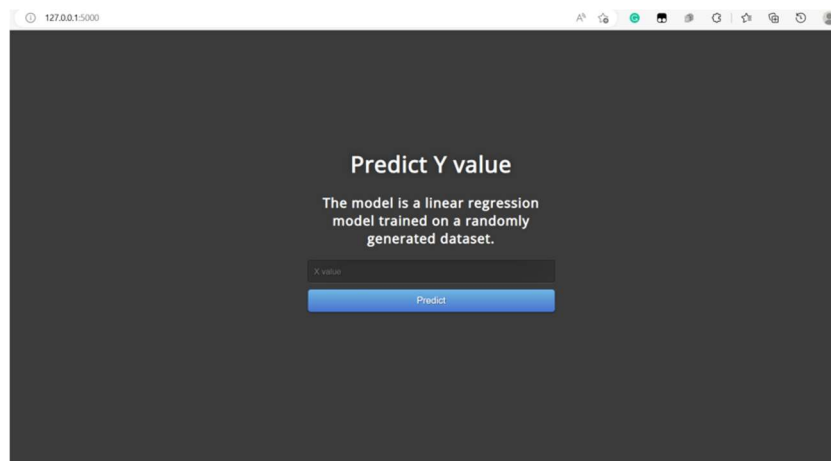 127.0.0.1:5000
Predict Y value
The model is a linear regression
model trained on a randomly
generated dataset.
X value
Predict